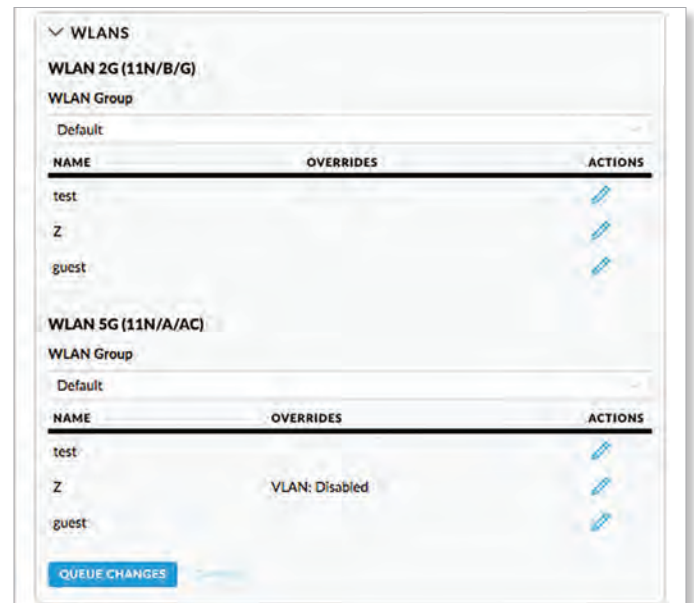 WLANS
WLAN 2G (11N/B/G)
WLAN Group
Default
NAME OVERRIDES ACTIONS
test
Z
guest
WLAN 5G (11N/A/AC)
WLAN Group
Default
NAME OVERRIDES ACTIONS
test
Z VLAN: Disabled
guest
QUEUE CHANGES